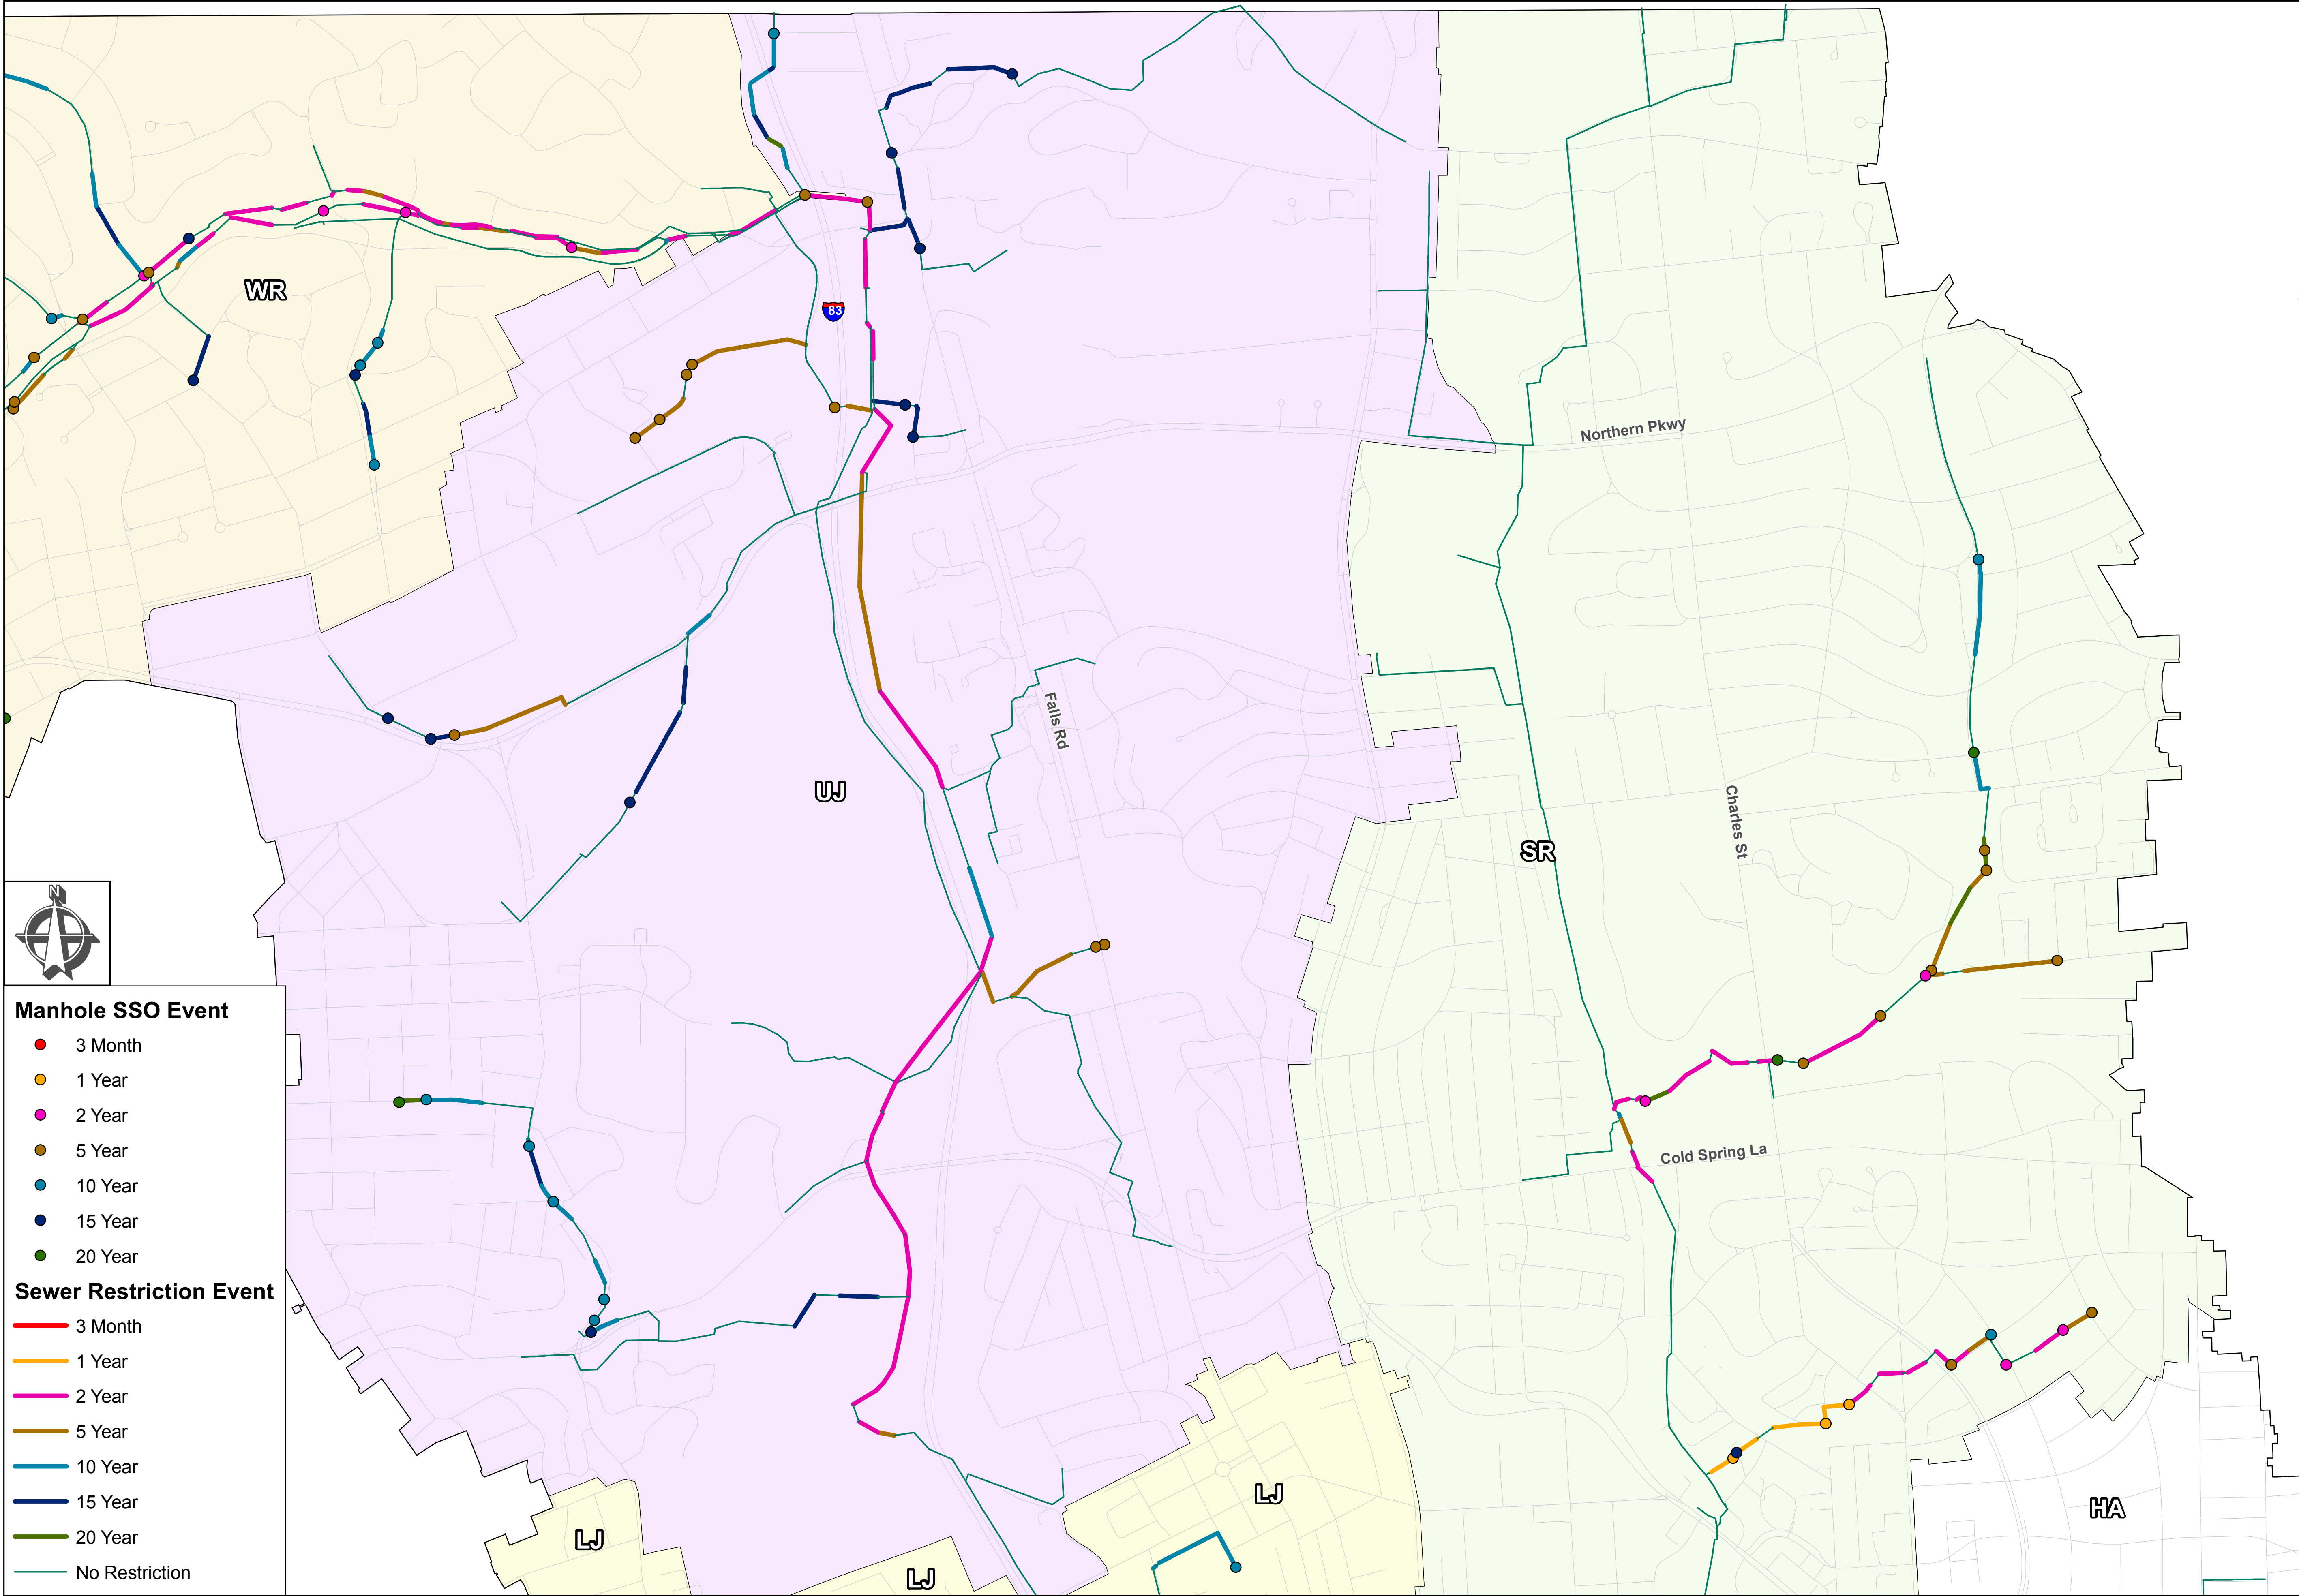 83
WR
Northern Pkwy
Falls Rd
UJ
Charles St
SR
N
Cold Spring La
Manhole SSO Event
3 Month
1 Year
2 Year
5 Year
10 Year
15 Year
20 Year
Sewer Restriction Event
3 Month
1 Year
2 Year
5 Year
10 Year
15 Year
20 Year
No Restriction
LJ
LJ
LJ
HA